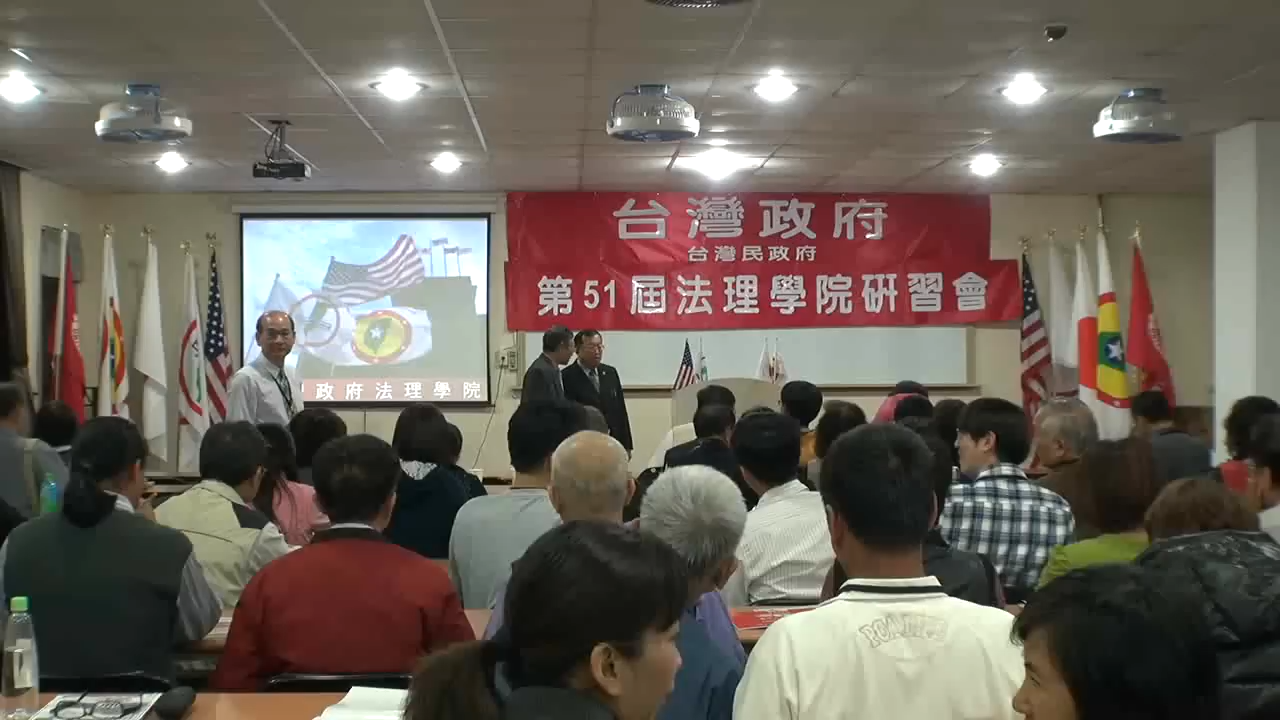 台灣政府
台灣民政府
第51屆法理學院研習會
政府法理學院